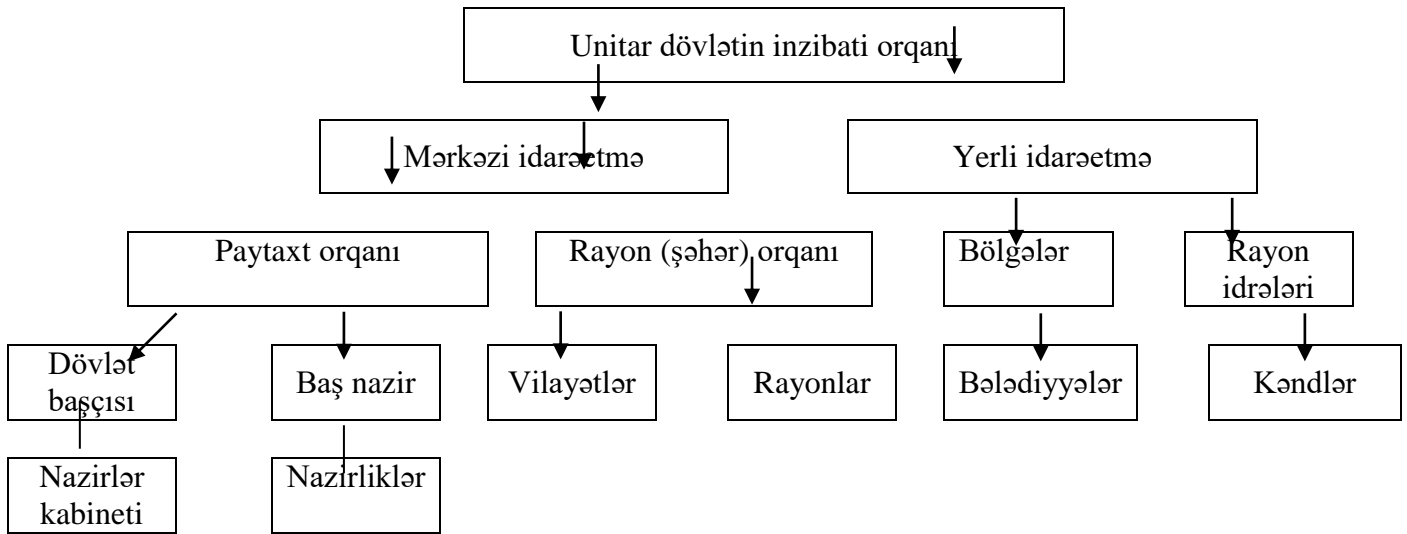 Unitar dövlətin inzibati orqanı
Mərkəzi idarəetmə
Yerli idarəetmə
Paytaxt orqanı
Rayon (şəhər) orqanı
Bölgələr
Rayon
idrələri
Dövlət
başçısı
Baş nazir
Vilayətlər
Rayonlar
Bələdiyyələr
Kəndlər
Nazirlər
kabineti
Nazirliklər